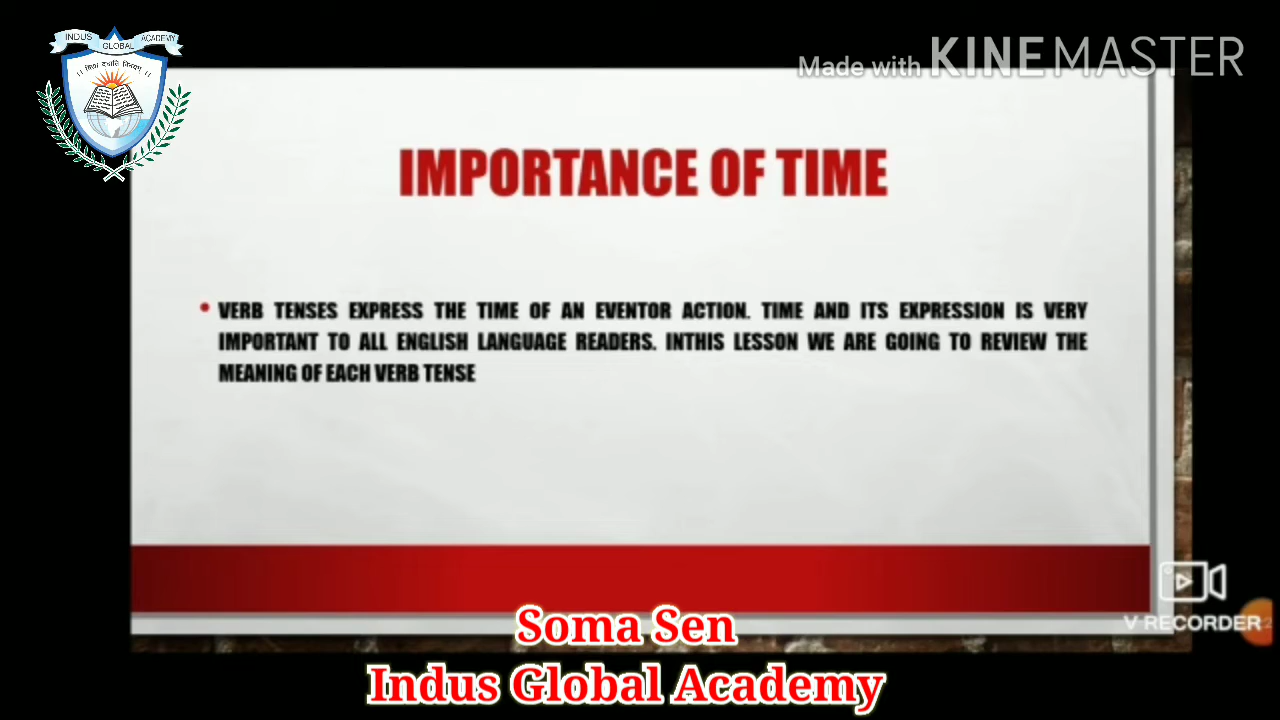 INDUS GLOBAL ACADEMY
Made with KINEMASTER
IMPORTANCE OF TIME
• VERB TENSES EXPRESS THE TIME OF AN EVENTOR ACTION. TIME AND ITS EXPRESSION IS VERY
IMPORTANT TO ALL ENGLISH LANGUAGE READERS. INTHIS LESSON WE ARE GOING TO REVIEW THE
MEANING OF EACH VERB TENSE
V RECORDER
Soma Sen
Indus Global Academy